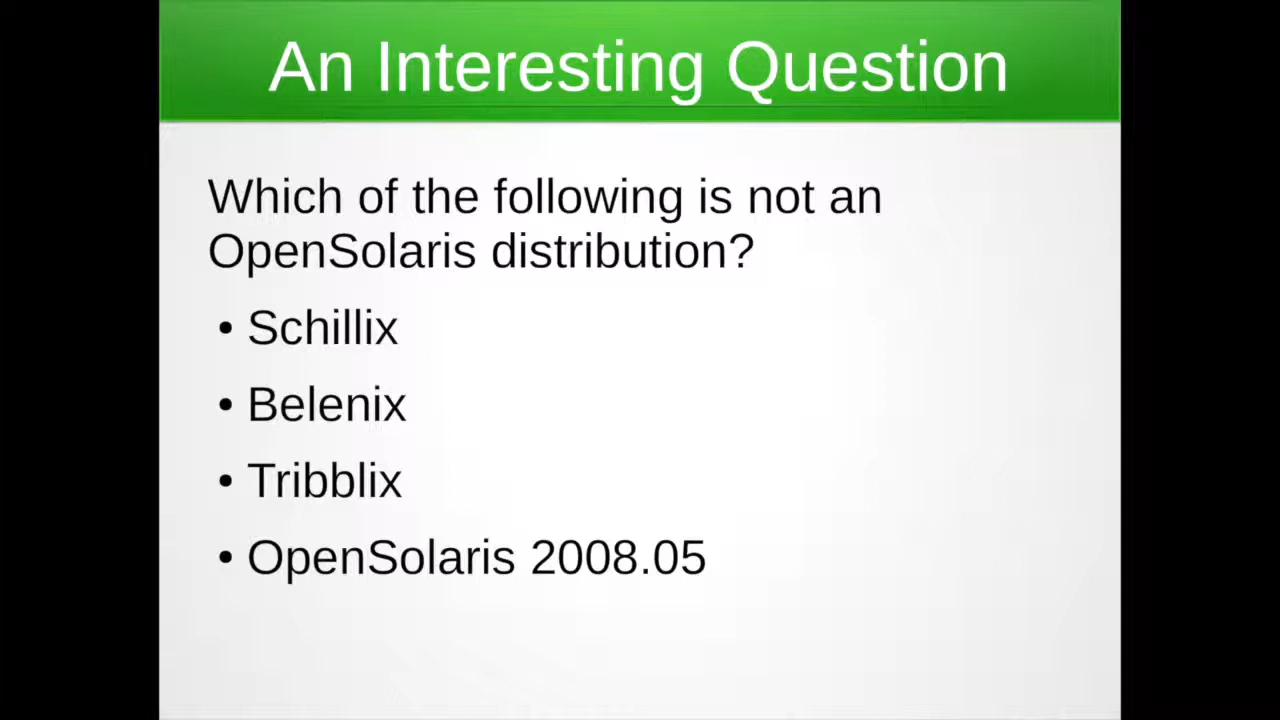 An Interesting Question
Which of the following is not an
OpenSolaris distribution?
• Schillix
• Belenix
• Tribblix
• OpenSolaris 2008.05